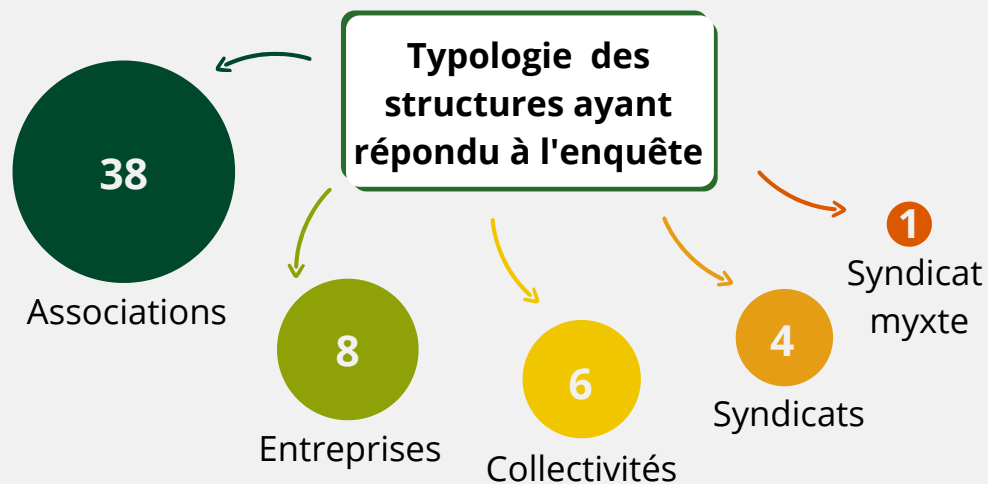 Typologie des
structures ayant
répondu à l'enquête
38
Associations
8
Entreprises
6
Collectivités
4
Syndicats
1
Syndicat
myxte